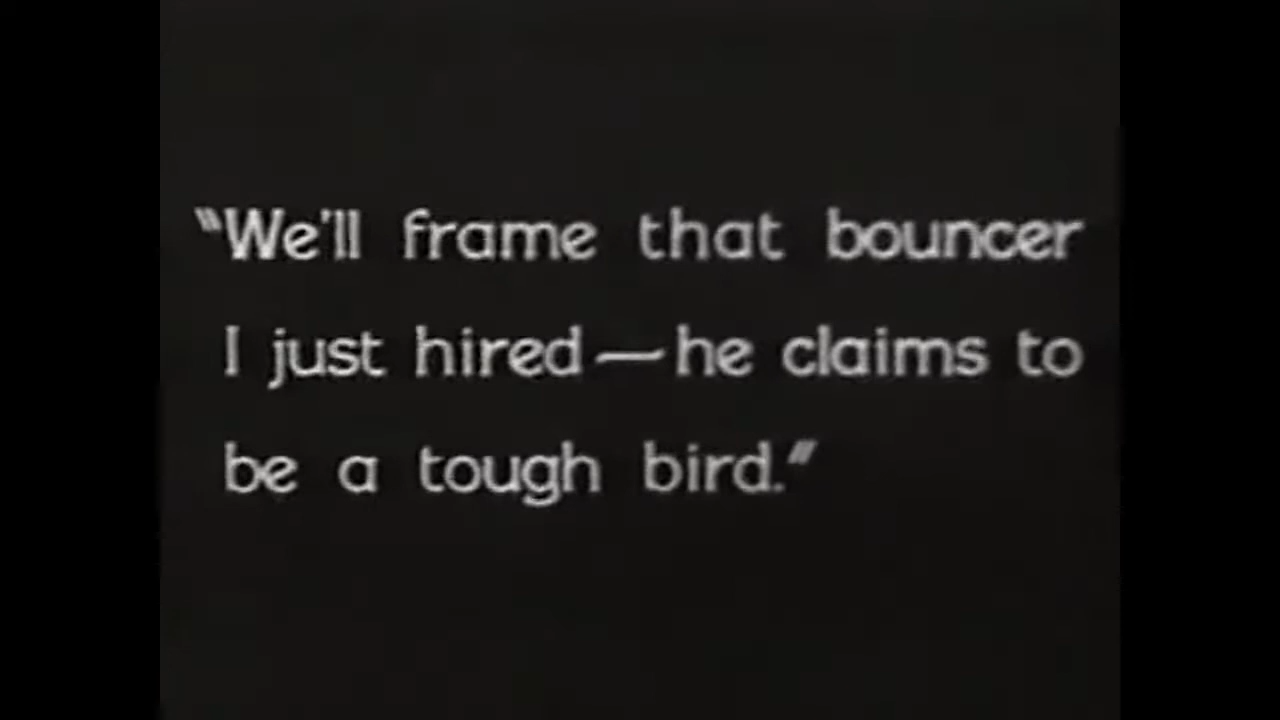 "We'll frame that bouncer
I just hired—he claims to
be a tough bird."